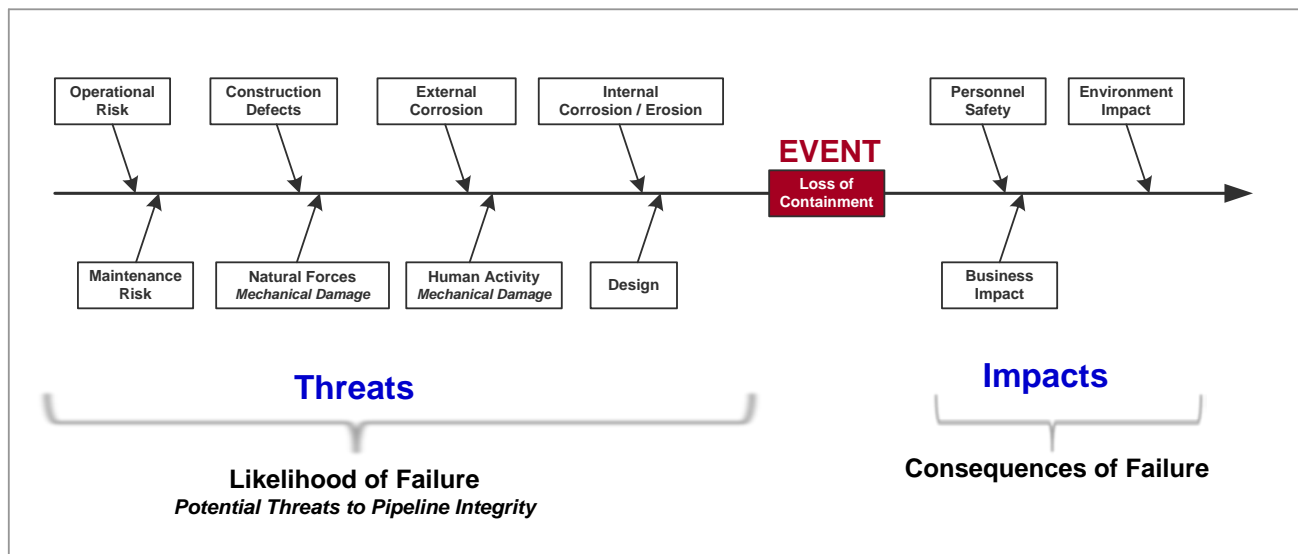 Operational
Risk
Construction
Defects
External
Corrosion
Internal
Corrosion / Erosion
Personnel
Safety
Environment
Impact
EVENT
Loss of
Containment
Maintenance
Risk
Natural Forces
Mechanical Damage
Human Activity
Mechanical Damage
Design
Business
Impact
Threats
Impacts
Likelihood of Failure
Potential Threats to Pipeline Integrity
Consequences of Failure